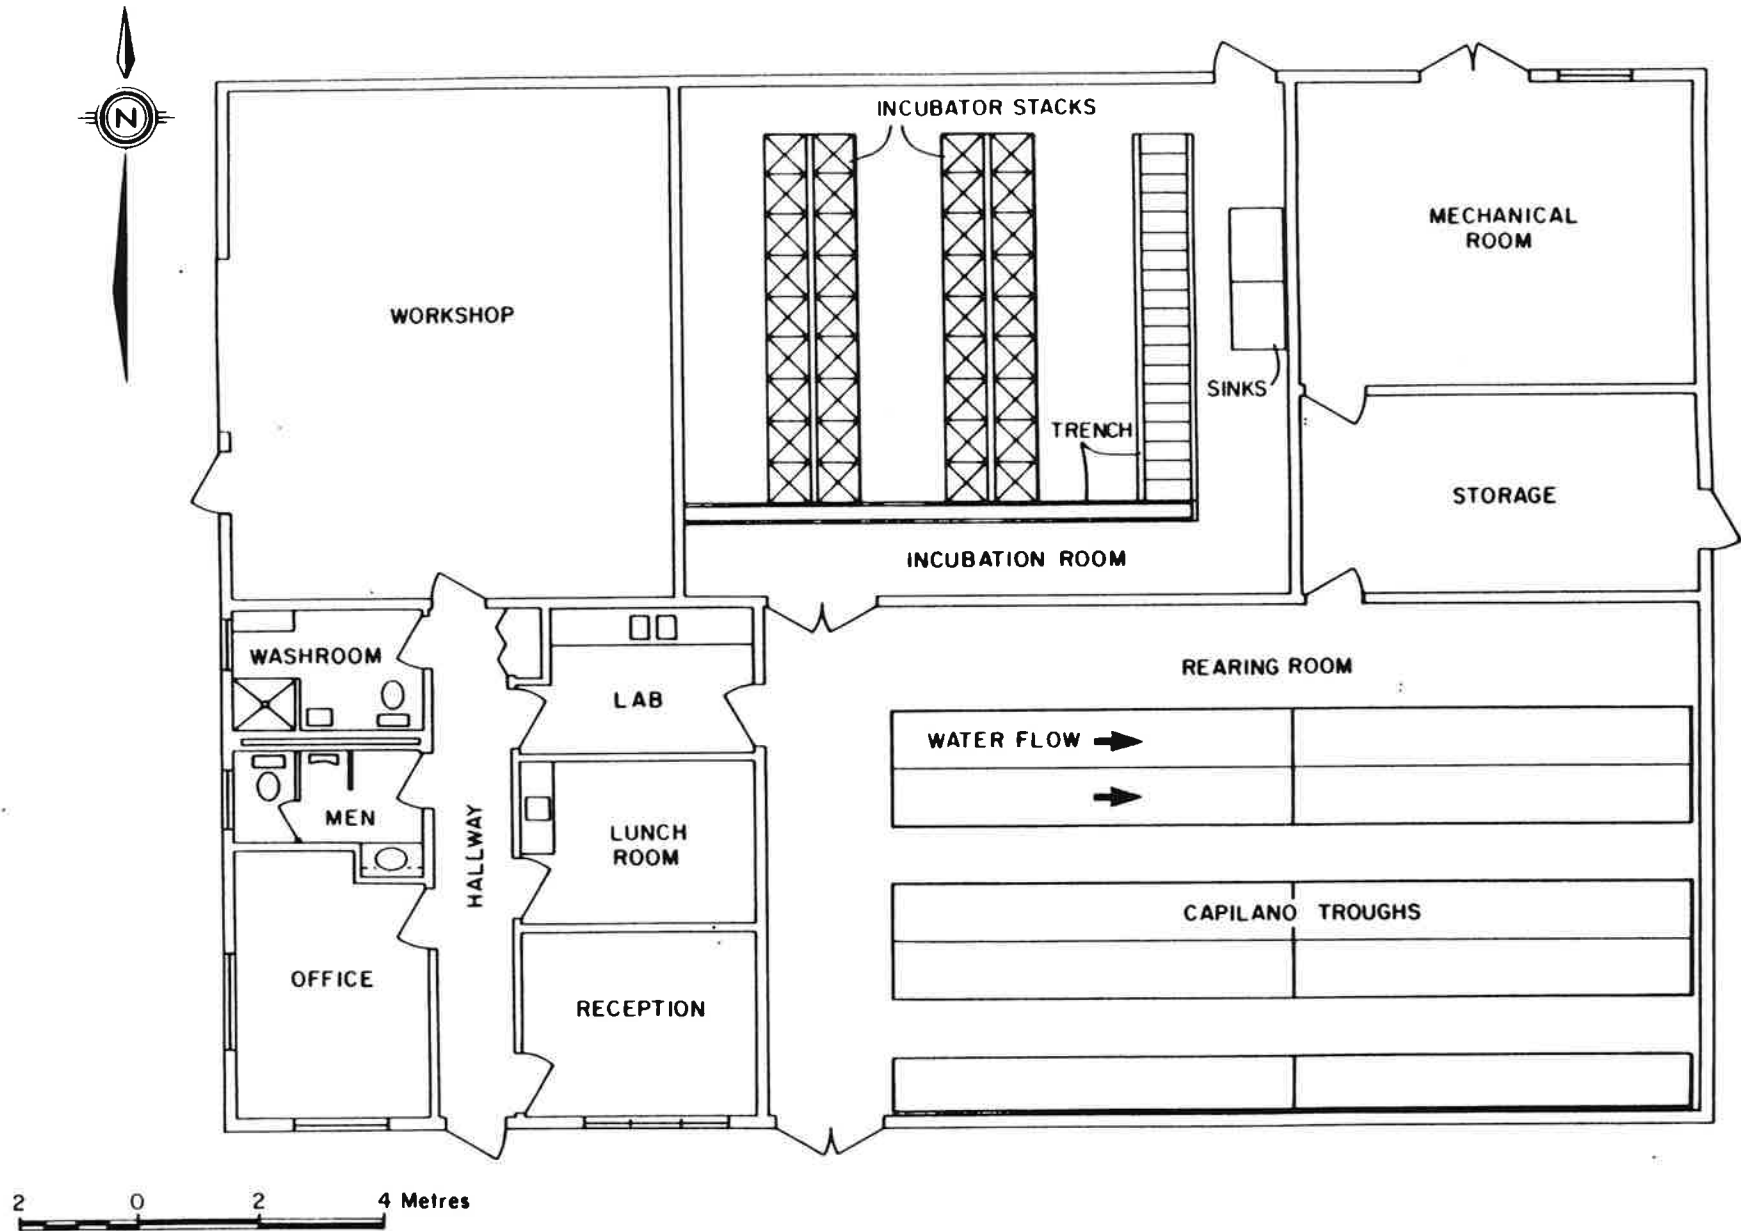 N
INCUBATOR STACKS
MECHANICAL
ROOM
WORKSHOP
SINKS
TRENCH
STORAGE
INCUBATION ROOM
WASHROOM
REARING ROOM
LAB
WATER FLOW
MEN
HALLWAY
LUNCH
ROOM
CAPILANO TROUGHS
OFFICE
RECEPTION
2 0 2 4 Metres